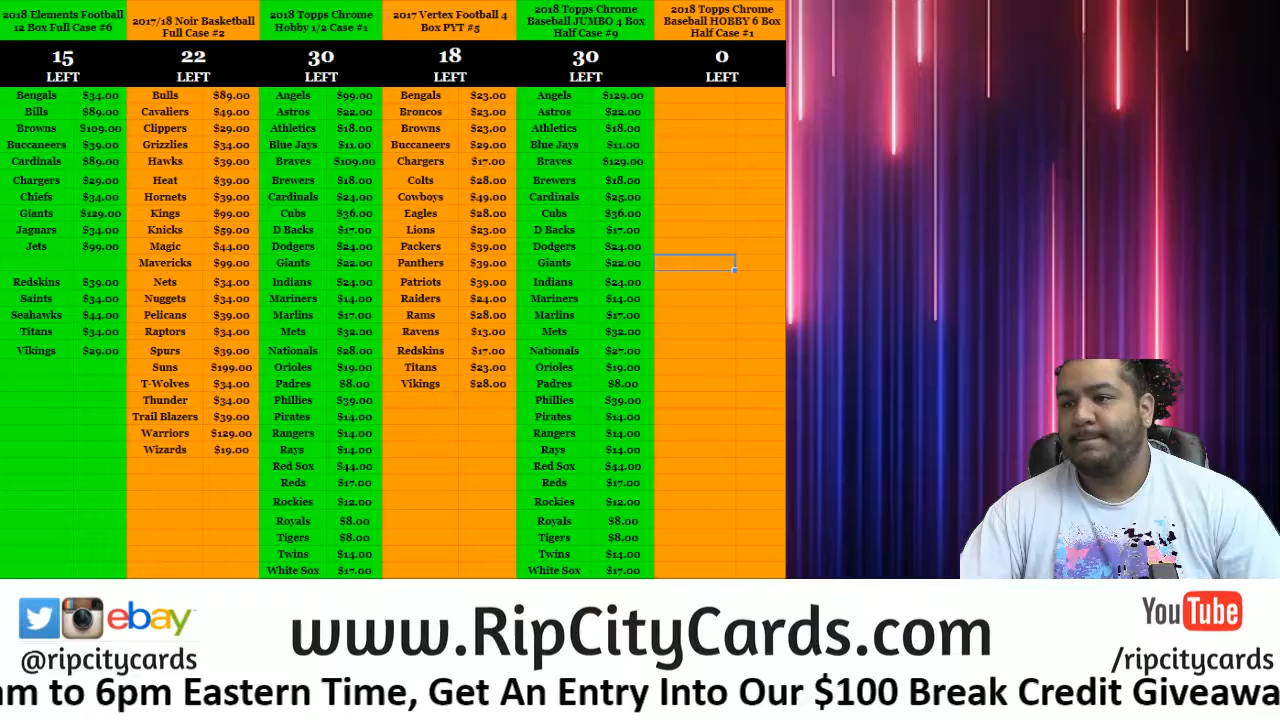 2018 Elements Football
12 Box Full Case #6
15
LEFT
Bengals $34.00
Bills $89.00
Browns $109.00
Buccaneers $39.00
Cardinals $89.00
Chargers $29.00
Chiefs $34.00
Giants $129.00
Jaguars $34.00
Jets $99.00
Redskins $39.00
Saints $34.00
Seahawks $44.00
Titans $34.00
Vikings $29.00
2017/18 Noir Basketball
Full Case #2
22
LEFT
Bulls $89.00
Cavaliers $49.00
Clippers $29.00
Grizzlies $34.00
Hawks $39.00
Heat $39.00
Hornets $39.00
Kings $99.00
Knicks $59.00
Magic $44.00
Mavericks $99.00
Nets $34.00
Nuggets $34.00
Pelicans $39.00
Raptors $34.00
Spurs $39.00
Suns $199.00
T-Wolves $34.00
Thunder $34.00
Trail Blazers $39.00
Warriors $129.00
Wizards $19.00
2018 Topps Chrome
Hobby 1/2 Case #1
30
LEFT
Angels $99.00
Astros $22.00
Athletics $18.00
Blue Jays $11.00
Braves $109.00
Brewers $18.00
Cardinals $24.00
Cubs $36.00
D Backs $17.00
Dodgers $24.00
Giants $22.00
Indians $24.00
Mariners $14.00
Marlins $17.00
Mets $32.00
Nationals $28.00
Orioles $19.00
Padres $8.00
Phillies $39.00
Pirates $14.00
Rangers $14.00
Rays $14.00
Red Sox $44.00
Reds $17.00
Rockies $12.00
Royals $8.00
Tigers $8.00
Twins $14.00
White Sox $17.00
2017 Vertex Football 4
Box PYT #5
18
LEFT
Bengals $23.00
Broncos $23.00
Browns $23.00
Buccaneers $29.00
Chargers $17.00
Colts $28.00
Cowboys $49.00
Eagles $28.00
Lions $23.00
Packers $39.00
Panthers $39.00
Patriots $39.00
Raiders $24.00
Rams $28.00
Ravens $13.00
Redskins $17.00
Titans $23.00
Vikings $28.00
2018 Topps Chrome
Baseball JUMBO 4 Box
Half Case #9
30
LEFT
Angels $129.00
Astros $22.00
Athletics $18.00
Blue Jays $11.00
Braves $129.00
Brewers $18.00
Cardinals $25.00
Cubs $36.00
D Backs $17.00
Dodgers $24.00
Giants $22.00
Indians $24.00
Mariners $14.00
Marlins $17.00
Mets $32.00
Nationals $27.00
Orioles $19.00
Padres $8.00
Phillies $39.00
Pirates $14.00
Rangers $14.00
Rays $14.00
Red Sox $44.00
Reds $17.00
Rockies $12.00
Royals $8.00
Tigers $8.00
Twins $14.00
White Sox $17.00
2018 Topps Chrome
Baseball HOBBY 6 Box
Half Case #1
0
LEFT
ebay
@ripcitycards
www.RipCityCards.com
YouTube
/ripcitycards
am to 6pm Eastern Time, Get An Entry Into Our $100 Break Credit Giveawa